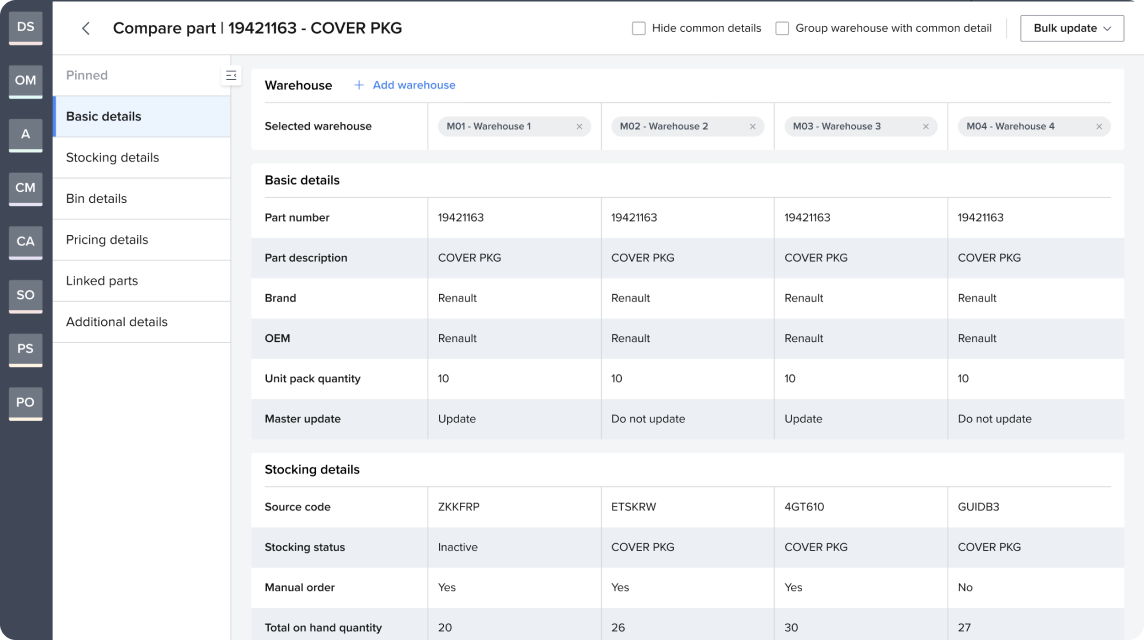 DS
OM
A
CM
CA
SO
PS
PO
Compare part | 19421163 - COVER PKG
Hide common details
Group warehouse with common detail
Bulk update
Pinned
Basic details
Stocking details
Bin details
Pricing details
Linked parts
Additional details
Warehouse + Add warehouse
Selected warehouse M01 - Warehouse 1 × M02 - Warehouse 2 × M03 - Warehouse 3 × M04 - Warehouse 4 ×
Basic details
Part number 19421163 19421163 19421163 19421163
Part description COVER PKG COVER PKG COVER PKG COVER PKG
Brand Renault Renault Renault Renault
OEM Renault Renault Renault Renault
Unit pack quantity 10 10 10 10
Master update Update Do not update Update Do not update
Stocking details
Source code ZKKFRP ETSKRW 4GT610 GUIDB3
Stocking status Inactive COVER PKG COVER PKG COVER PKG
Manual order Yes Yes Yes No
Total on hand quantity 20 26 30 27